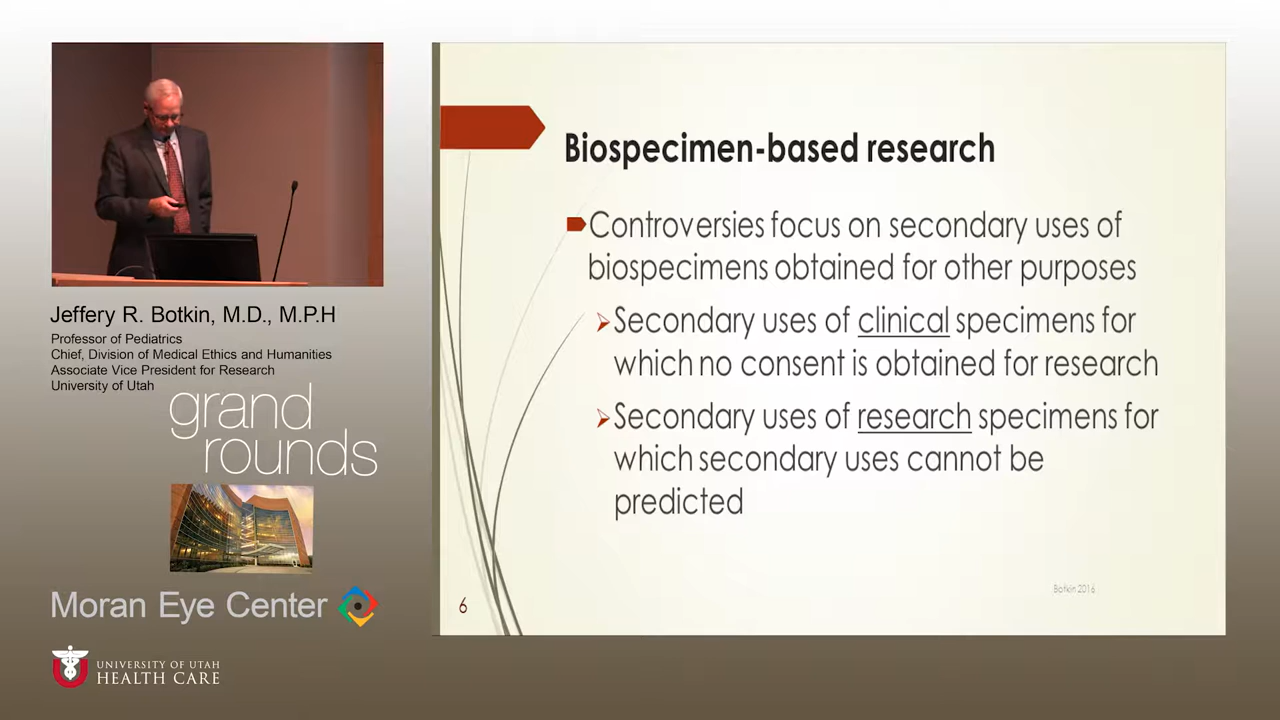 Jeffery R. Botkin, M.D., M.P.H
Professor of Pediatrics
Chief, Division of Medical Ethics and Humanities
Associate Vice President for Research
University of Utah
grand
rounds
Moran Eye Center
UNIVERSITY OF UTAH
HEALTH CARE
Biospecimen-based research
Controversies focus on secondary uses of
biospecimens obtained for other purposes
Secondary uses of clinical specimens for
which no consent is obtained for research
Secondary uses of research specimens for
which secondary uses cannot be
predicted
Botkin 2016
6